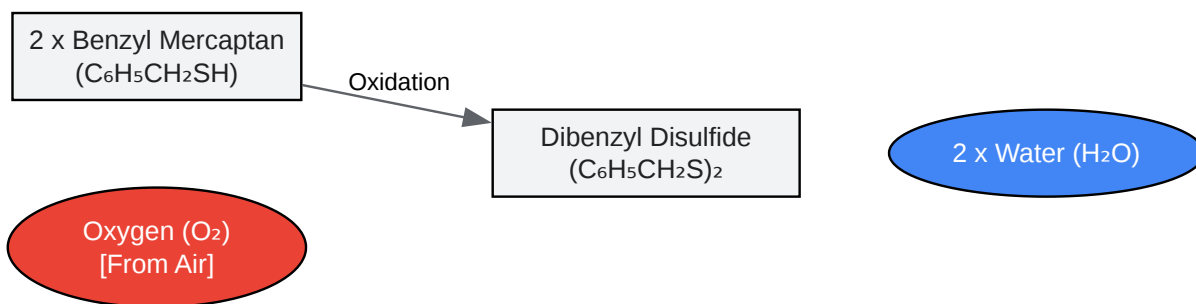 2 x Benzyl Mercaptan
(C₆H₅CH₂SH)
Oxidation
Dibenzyl Disulfide
(C₆H₅CH₂S)₂
2 x Water (H₂O)
Oxygen (O₂)
[From Air]